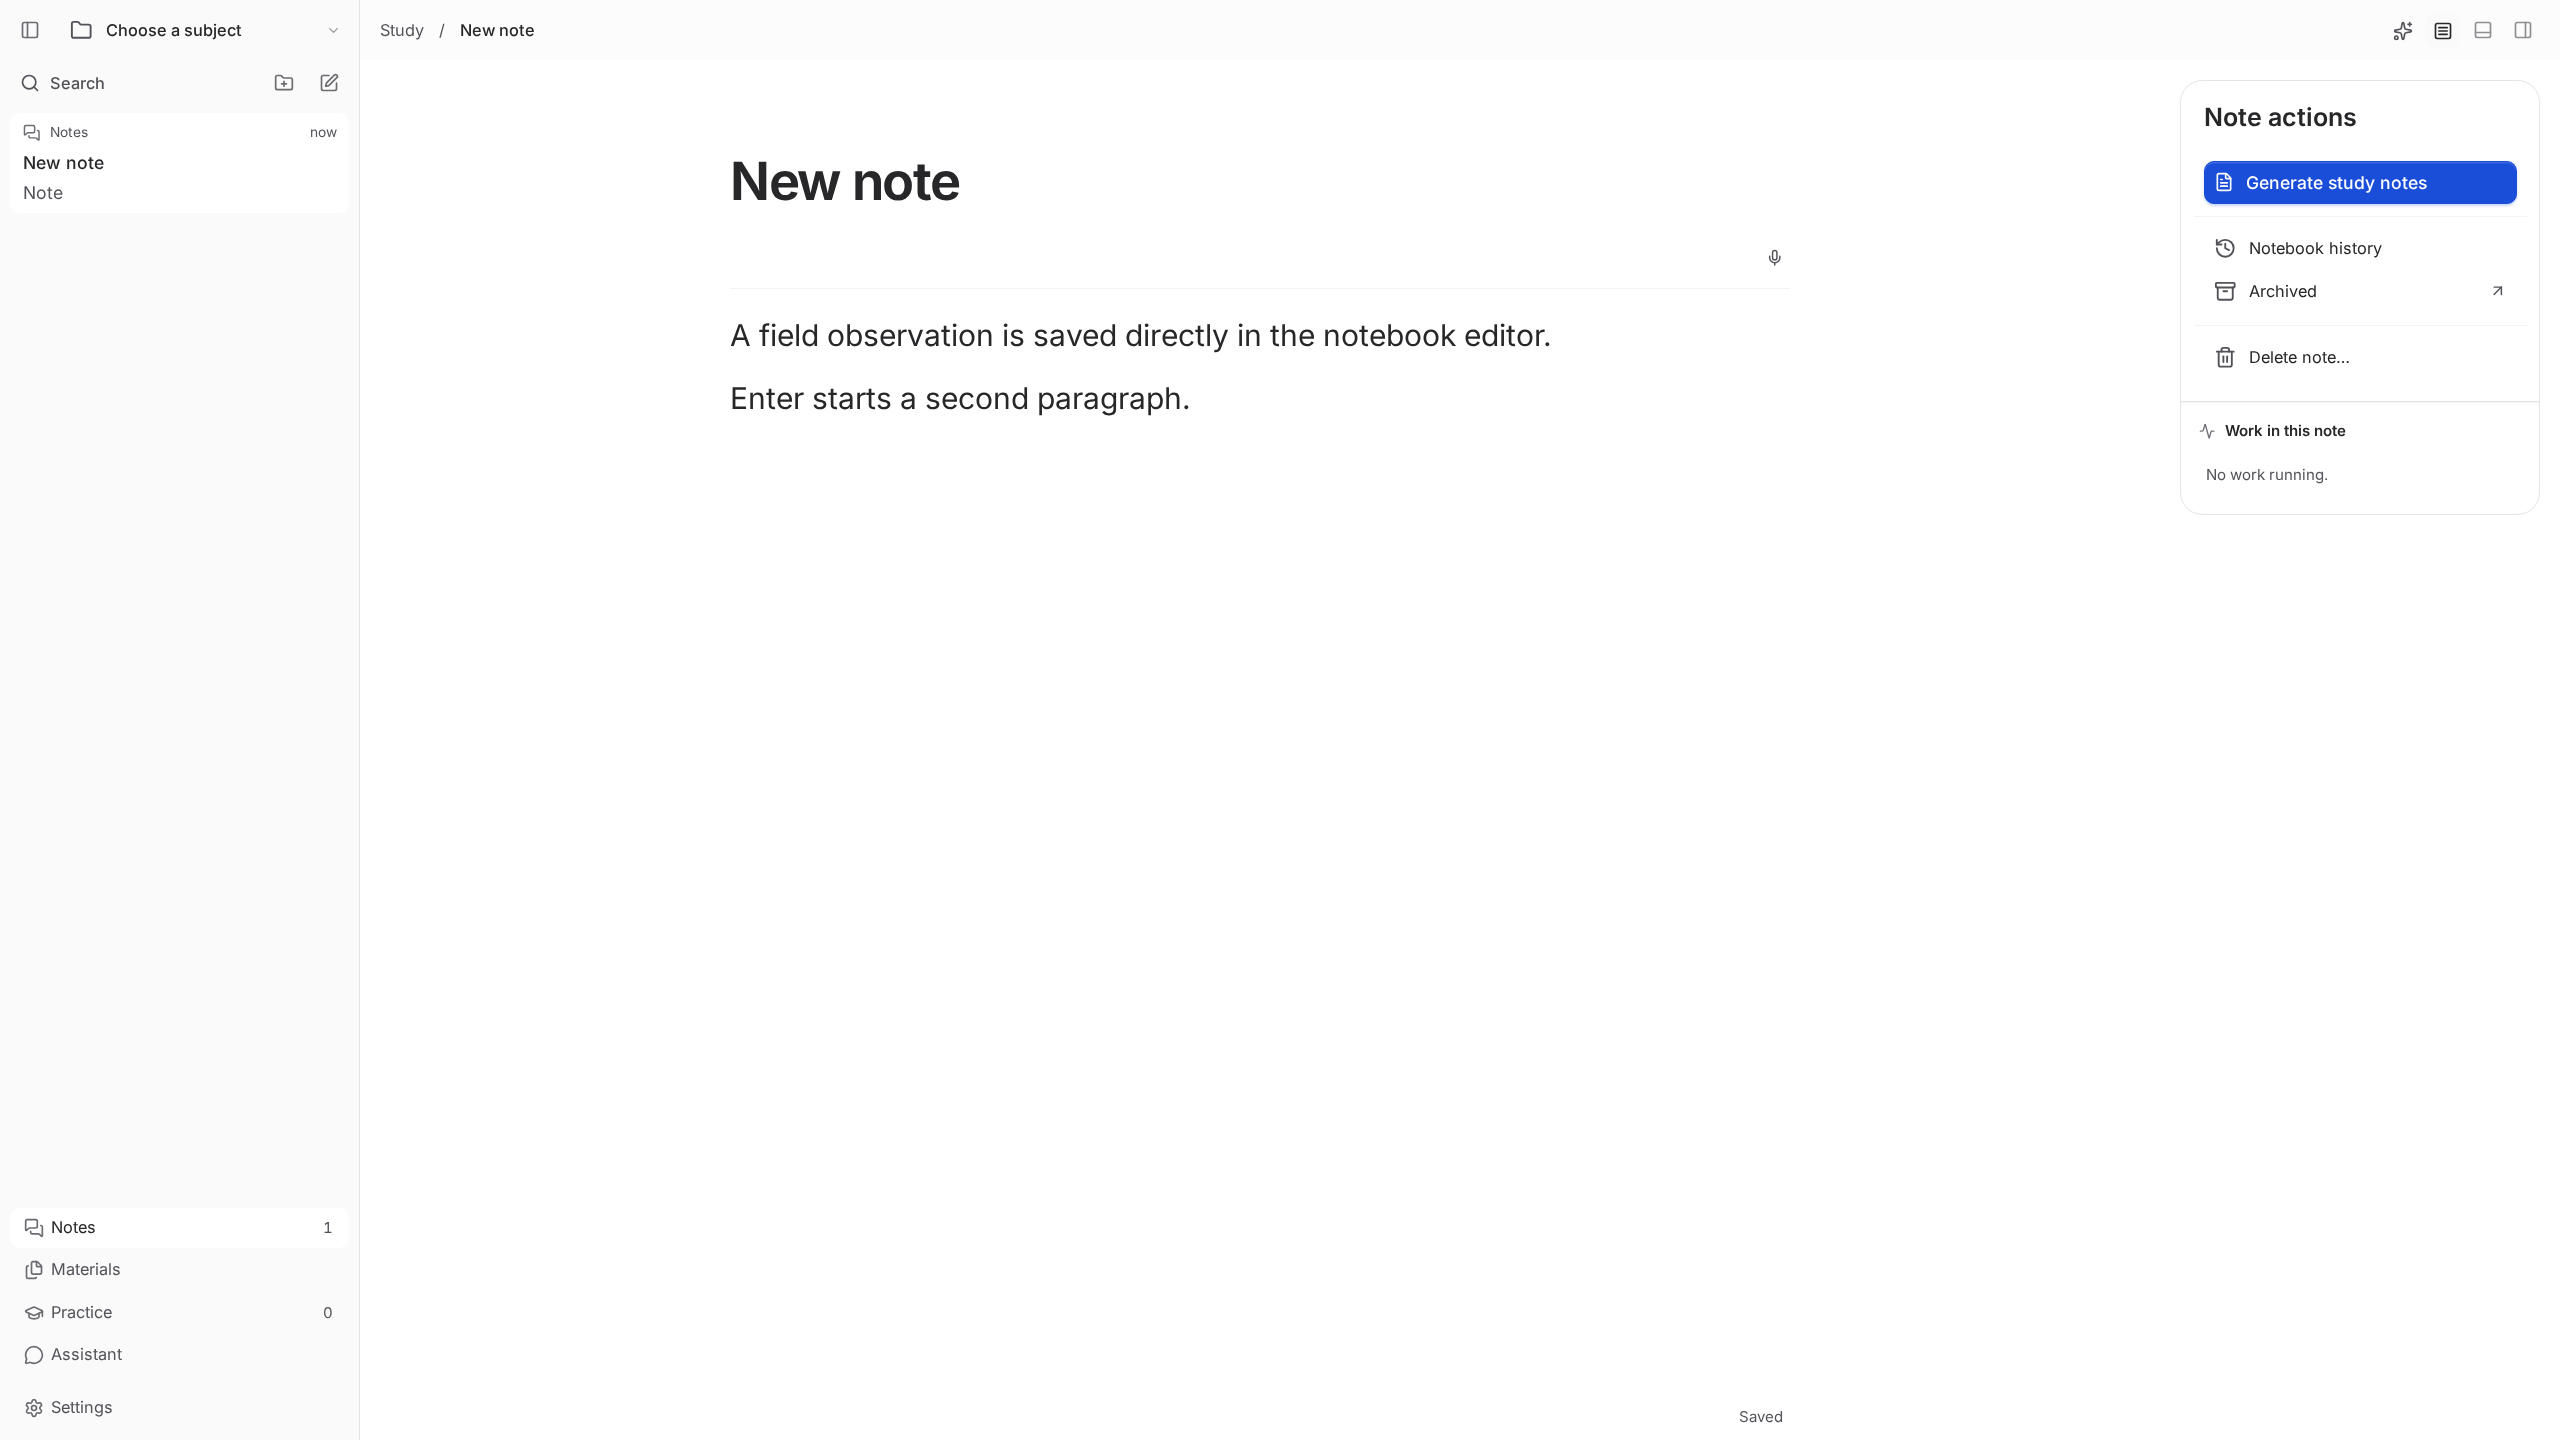 Choose a subject
Study / New note
Search
Notes now
New note
Note
New note
A field observation is saved directly in the notebook editor.
Enter starts a second paragraph.
Note actions
Generate study notes
Notebook history
Archived
Delete note...
Work in this note
No work running.
Notes 1
Materials
Practice 0
Assistant
Settings
Saved